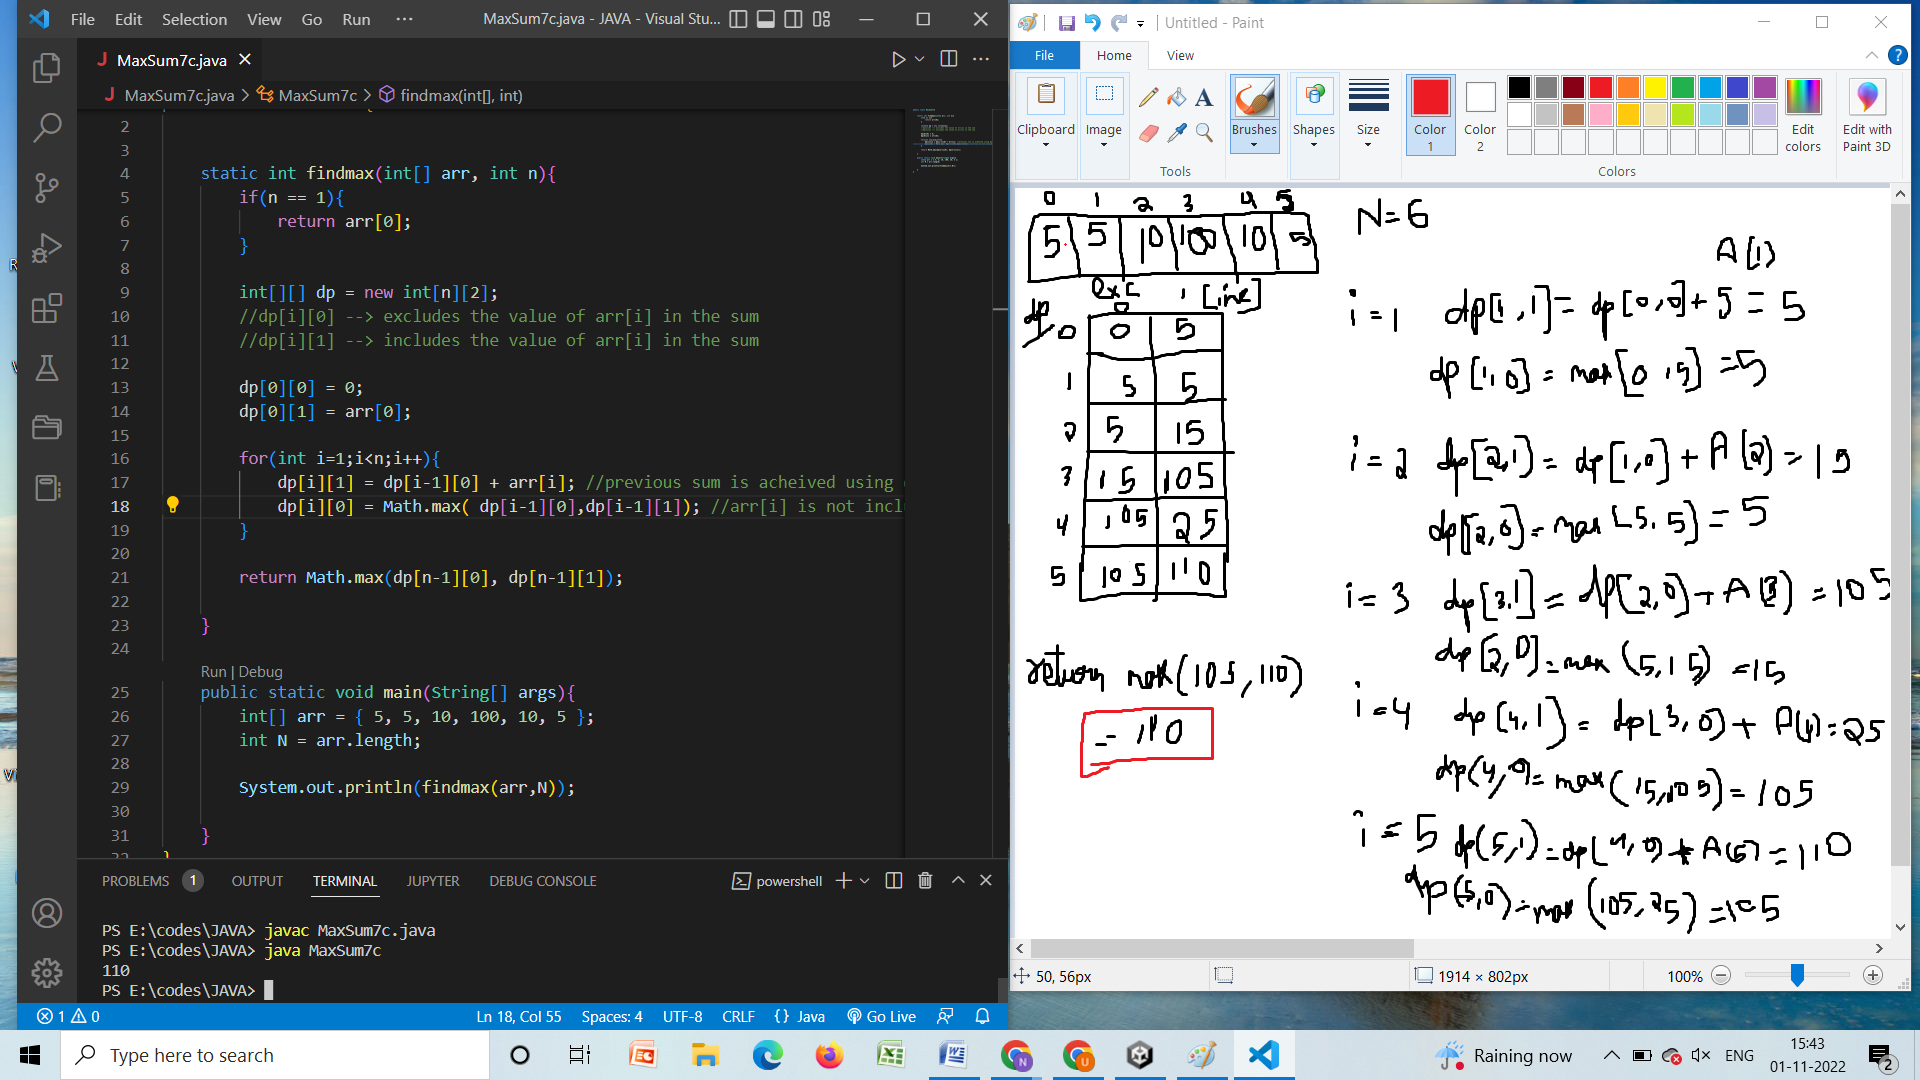 File Edit Selection View Go Run ··· MaxSum7c.java - JAVA - Visual Stu...
MaxSum7c.java
MaxSum7c.java > MaxSum7c > findmax(int[], int)
2
3
4 static int findmax(int[] arr, int n){
5 if(n == 1){
6 return arr[0];
7 }
8
9 int[][] dp = new int[n][2];
10 //dp[i][0] --> excludes the value of arr[i] in the sum
11 //dp[i][1] --> includes the value of arr[i] in the sum
12
13 dp[0][0] = 0;
14 dp[0][1] = arr[0];
15
16 for(int i=1;i<n;i++){
17 dp[i][1] = dp[i-1][0] + arr[i]; //previous sum is acheived using
18 dp[i][0] = Math.max( dp[i-1][0],dp[i-1][1]); //arr[i] is not incl
19 }
20
21 return Math.max(dp[n-1][0], dp[n-1][1]);
22
23 }
24
Run | Debug
25 public static void main(String[] args){
26 int[] arr = { 5, 5, 10, 100, 10, 5 };
27 int N = arr.length;
28
29 System.out.println(findmax(arr,N));
30
31 }
PROBLEMS 1 OUTPUT TERMINAL JUPYTER DEBUG CONSOLE powershell
PS E:\codes\JAVA> javac MaxSum7c.java
PS E:\codes\JAVA> java MaxSum7c
110
PS E:\codes\JAVA>
1 0 Ln 18, Col 55 Spaces: 4 UTF-8 CRLF {} Java Go Live
Untitled - Paint
File Home View
Clipboard Image Brushes Shapes Size Color 1 Color 2 Edit colors Edit with Paint 3D
Tools Colors
0 1 2 3 4 5
5 5 10 100 10 5
N=6
A[1]
dp exc , [inc]
0
0 0 5
1 5 5
2 5 15
3 15 105
4 105 25
5 105 110
return max(105,110)
= 110
i=1 dp[1,1]= dp[0,0]+5 = 5
dp[1,0] = max[0,5] =5
i=2 dp[2,1) = dp[1,0] + A[2)=15
dp[2,0) = max[5,5) = 5
i=3 dp[3,1] = dp[2,0)+A[3) =105
dp[2,0]=max (5,15) =15
i=4 dp[4,1) = dp[3,0) + A(4)=25
dp(4,0)=max(15,105)=105
i=5 dp(5,1)=dp[4,0)+A(5)=110
dp(5,0)=max(105,25)=105
50, 56px 1914 × 802px 100%
Type here to search
Raining now ENG 15:43 01-11-2022 2